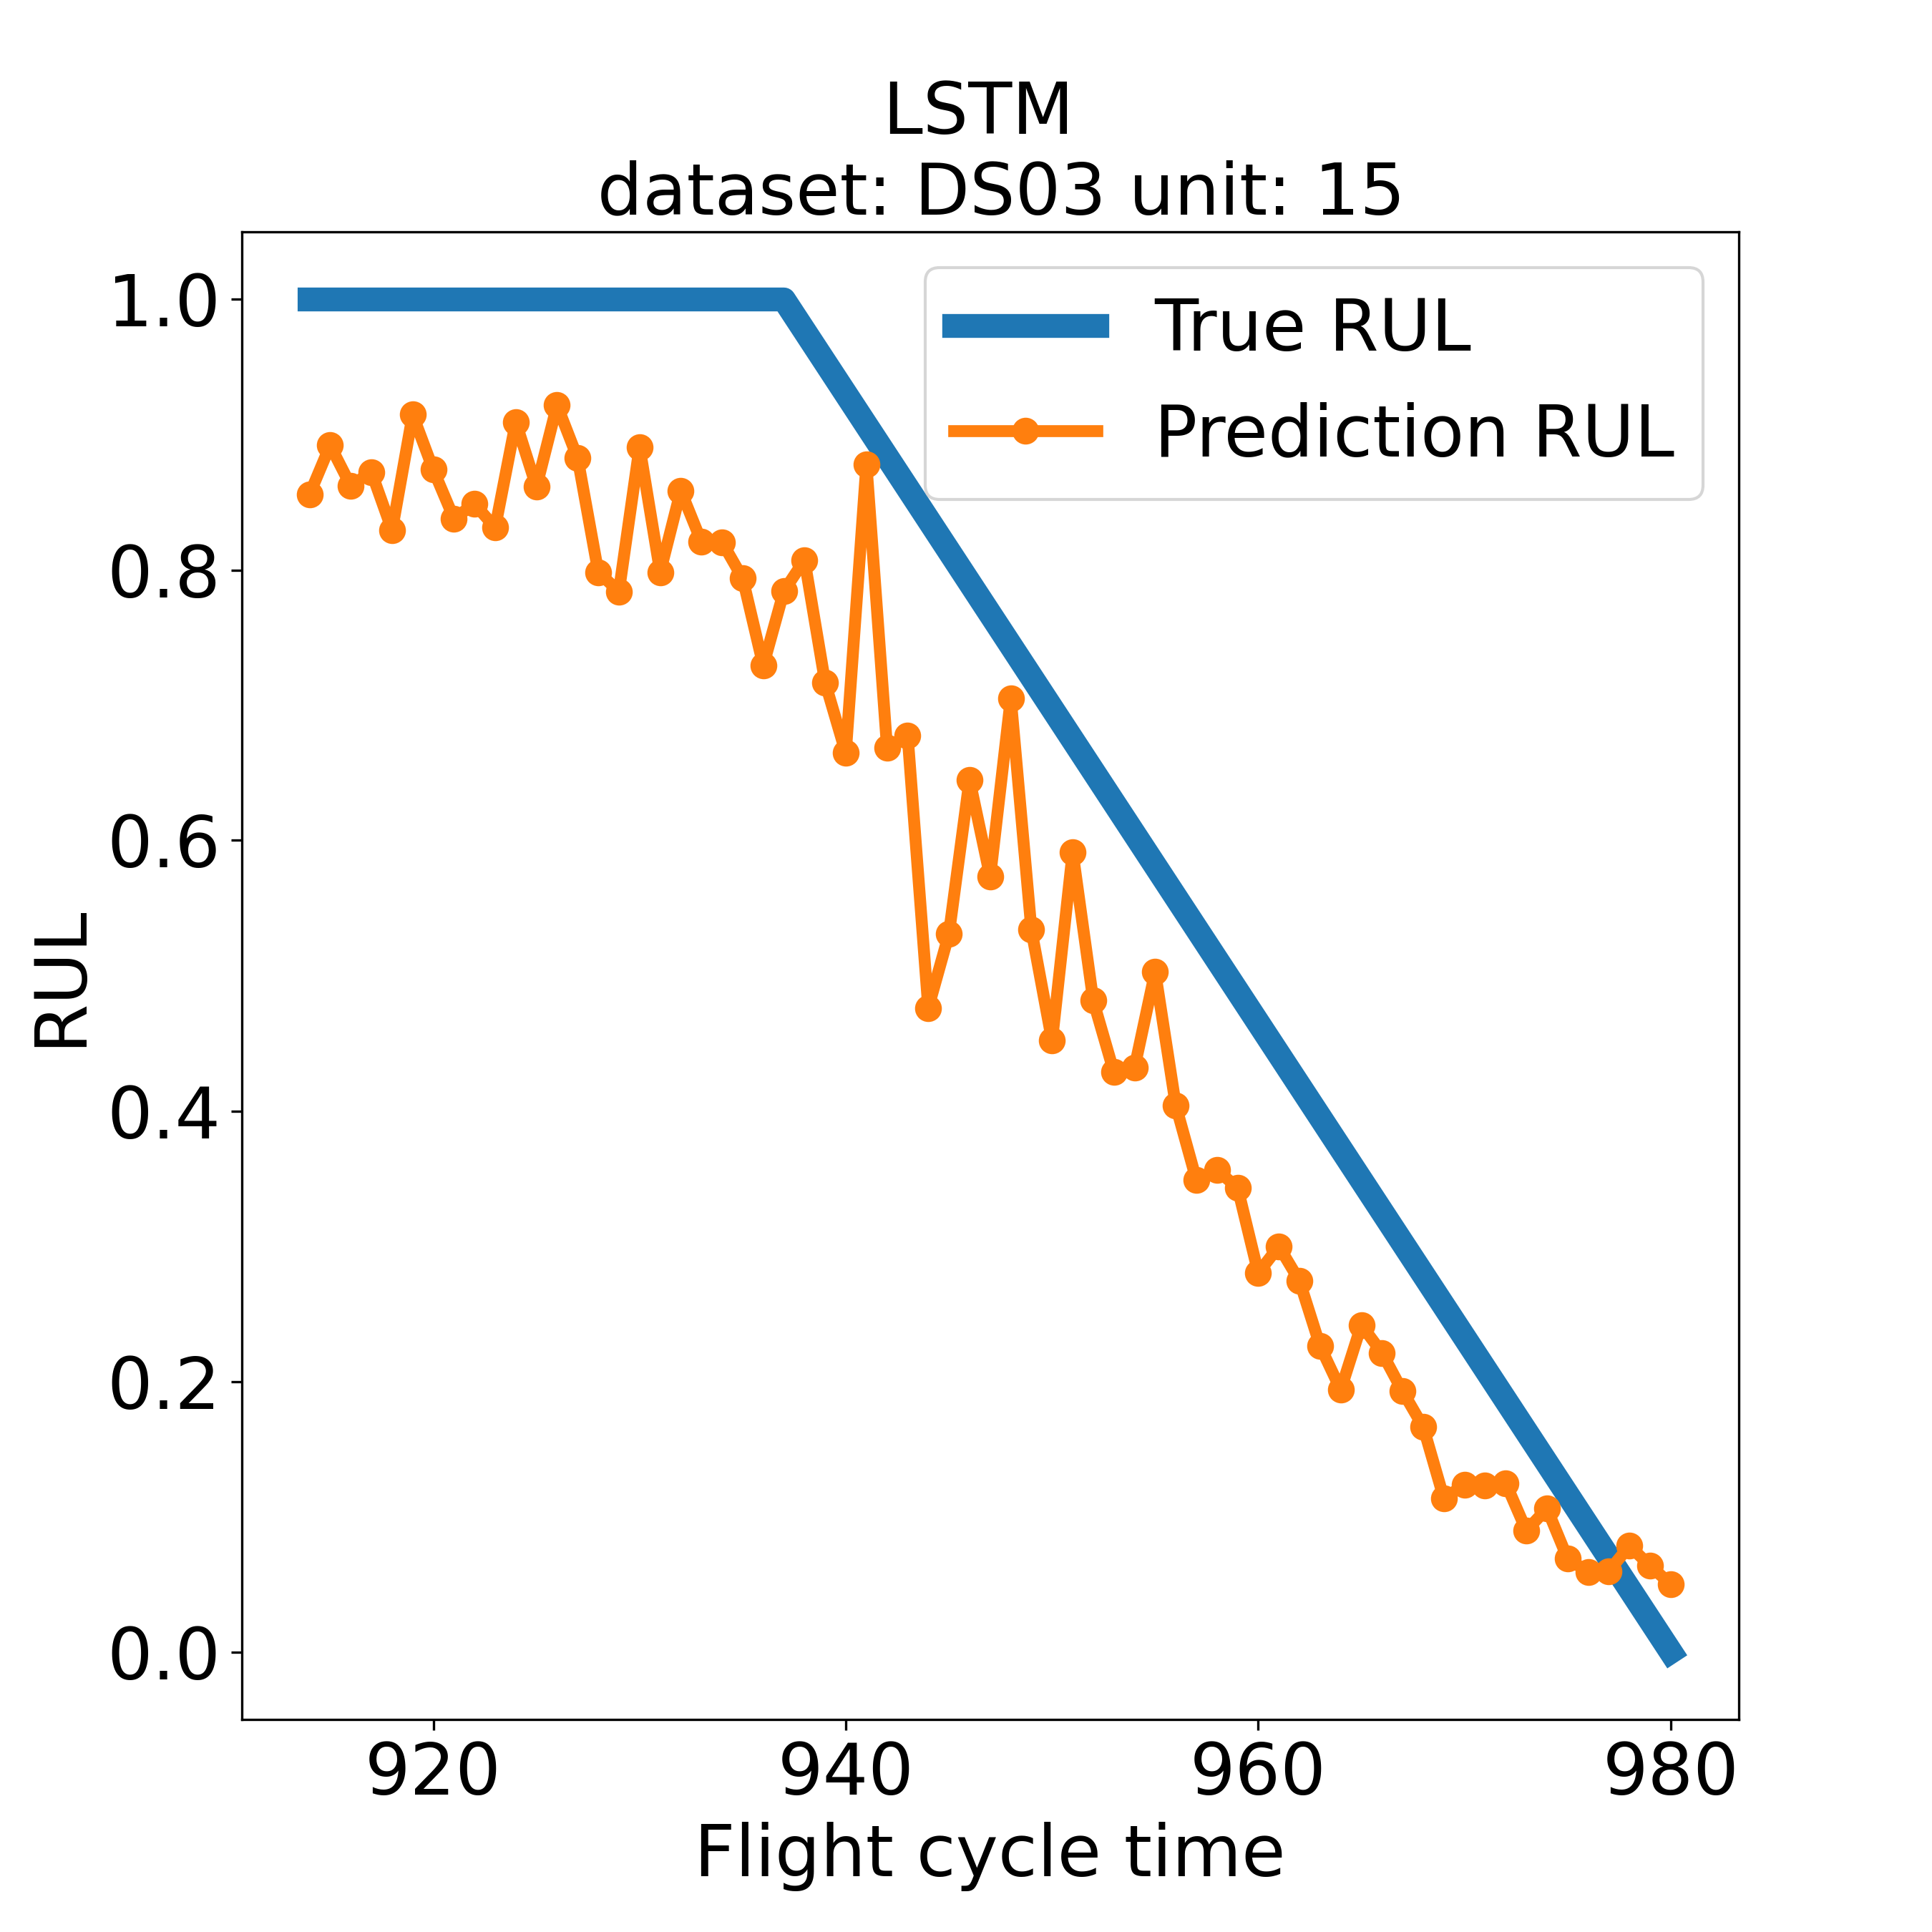 LSTM
dataset: DS03 unit: 15
True RUL
Prediction RUL
1.0
0.8
0.6
0.4
0.2
0.0
RUL
920 940 960 980
Flight cycle time